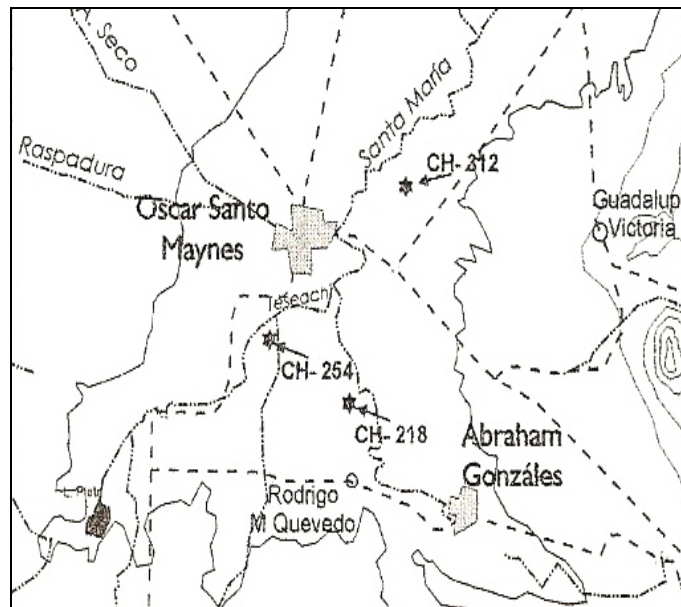 A. Seco
Santa María
Raspadura
CH-312
Oscar Santo
Maynes
Guadalup
Victoria
Teseachi
CH-254
CH-218
Abraham
Gonzáles
Rodrigo
M Quevedo